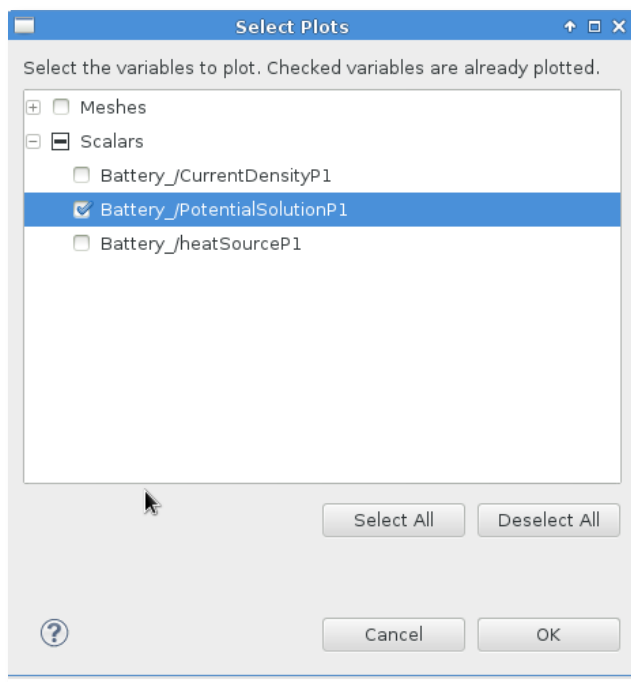 Select Plots
Select the variables to plot. Checked variables are already plotted.
Meshes
Scalars
Battery_/CurrentDensityP1
Battery_/PotentialSolutionP1
Battery_/heatSourceP1
Select All
Deselect All
?
Cancel
OK